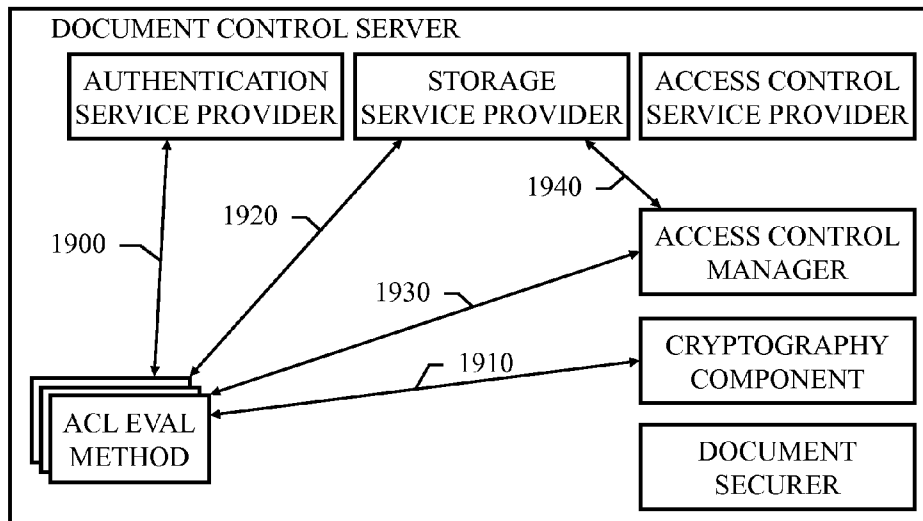 DOCUMENT CONTROL SERVER
AUTHENTICATION
SERVICE PROVIDER
STORAGE
SERVICE PROVIDER
ACCESS CONTROL
SERVICE PROVIDER
1940
1920
1900
ACCESS CONTROL
MANAGER
1930
1910
CRYPTOGRAPHY
COMPONENT
ACL EVAL
METHOD
DOCUMENT
SECURER